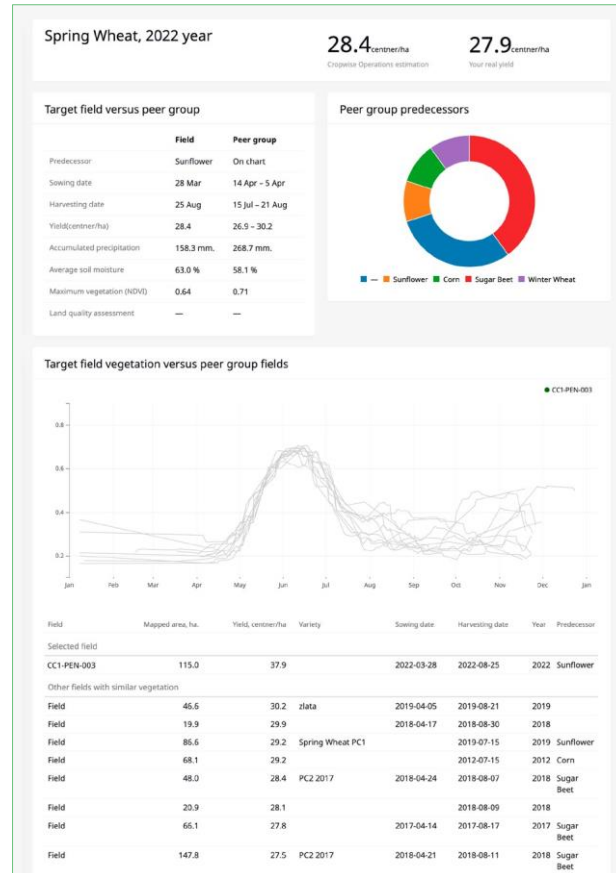 Spring Wheat, 2022 year
28.4centner/ha
Cropwise Operations estimation
27.9centner/ha
Your real yield
Target field versus peer group
Field Peer group
Predecessor Sunflower On chart
Sowing date 28 Mar 14 Apr – 5 Apr
Harvesting date 25 Aug 15 Jul – 21 Aug
Yield(centner/ha) 28.4 26.9 – 30.2
Accumulated precipitation 158.3 mm. 268.7 mm.
Average soil moisture 63.0 % 58.1 %
Maximum vegetation (NDVI) 0.64 0.71
Land quality assessment — —
Peer group predecessors
— Sunflower Corn Sugar Beet Winter Wheat
Target field vegetation versus peer group fields
CC1-PEN-003
0.8
0.6
0.4
0.2
Jan Feb Mar Apr May Jun Jul Aug Sep Oct Nov Dec Jan
Field Mapped area, ha. Yield, centner/ha Variety Sowing date Harvesting date Year Predecessor
Selected field
CC1-PEN-003 115.0 37.9 2022-03-28 2022-08-25 2022 Sunflower
Other fields with similar vegetation
Field 46.6 30.2 zlata 2019-04-05 2019-08-21 2019
Field 19.9 29.9 2018-04-17 2018-08-30 2018
Field 86.6 29.2 Spring Wheat PC1 2019-07-15 2019 Sunflower
Field 68.1 29.2 2012-07-15 2012 Corn
Field 48.0 28.4 PC2 2017 2018-04-24 2018-08-07 2018 Sugar
Beet
Field 20.9 28.1 2018-08-09 2018
Field 66.1 27.8 2017-04-14 2017-08-17 2017 Sugar
Beet
Field 147.8 27.5 PC2 2017 2018-04-21 2018-08-11 2018 Sugar
Beet